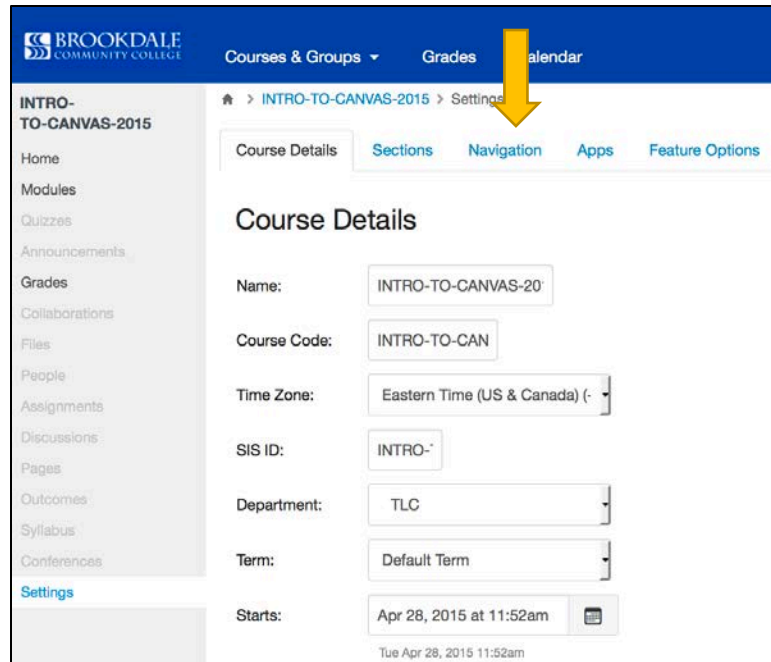 BROOKDALE
COMMUNITY COLLEGE
Courses & Groups
Grades
alendar
INTRO-
TO-CANVAS-2015
Home
Modules
Quizzes
Announcements
Grades
Collaborations
Files
People
Assignments
Discussions
Pages
Outcomes
Syllabus
Conferences
Settings
> INTRO-TO-CANVAS-2015 > Settings
Course Details Sections Navigation Apps Feature Options
Course Details
Name: INTRO-TO-CANVAS-20
Course Code: INTRO-TO-CAN
Time Zone: Eastern Time (US & Canada) (-
SIS ID: INTRO-
Department: TLC
Term: Default Term
Starts: Apr 28, 2015 at 11:52am
Tue Apr 28, 2015 11:52am